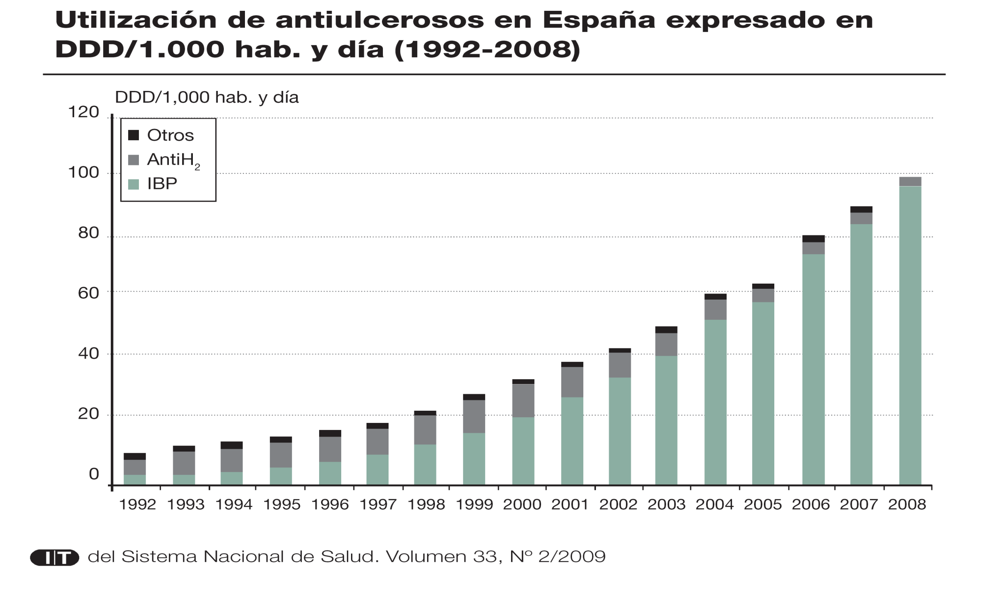 Utilización de antiulcerosos en España expresado en
DDD/1.000 hab. y día (1992-2008)
DDD/1,000 hab. y día
120
100
80
60
40
20
0
Otros
AntiH2
IBP
1992 1993 1994 1995 1996 1997 1998 1999 2000 2001 2002 2003 2004 2005 2006 2007 2008
IT del Sistema Nacional de Salud. Volumen 33, Nº 2/2009